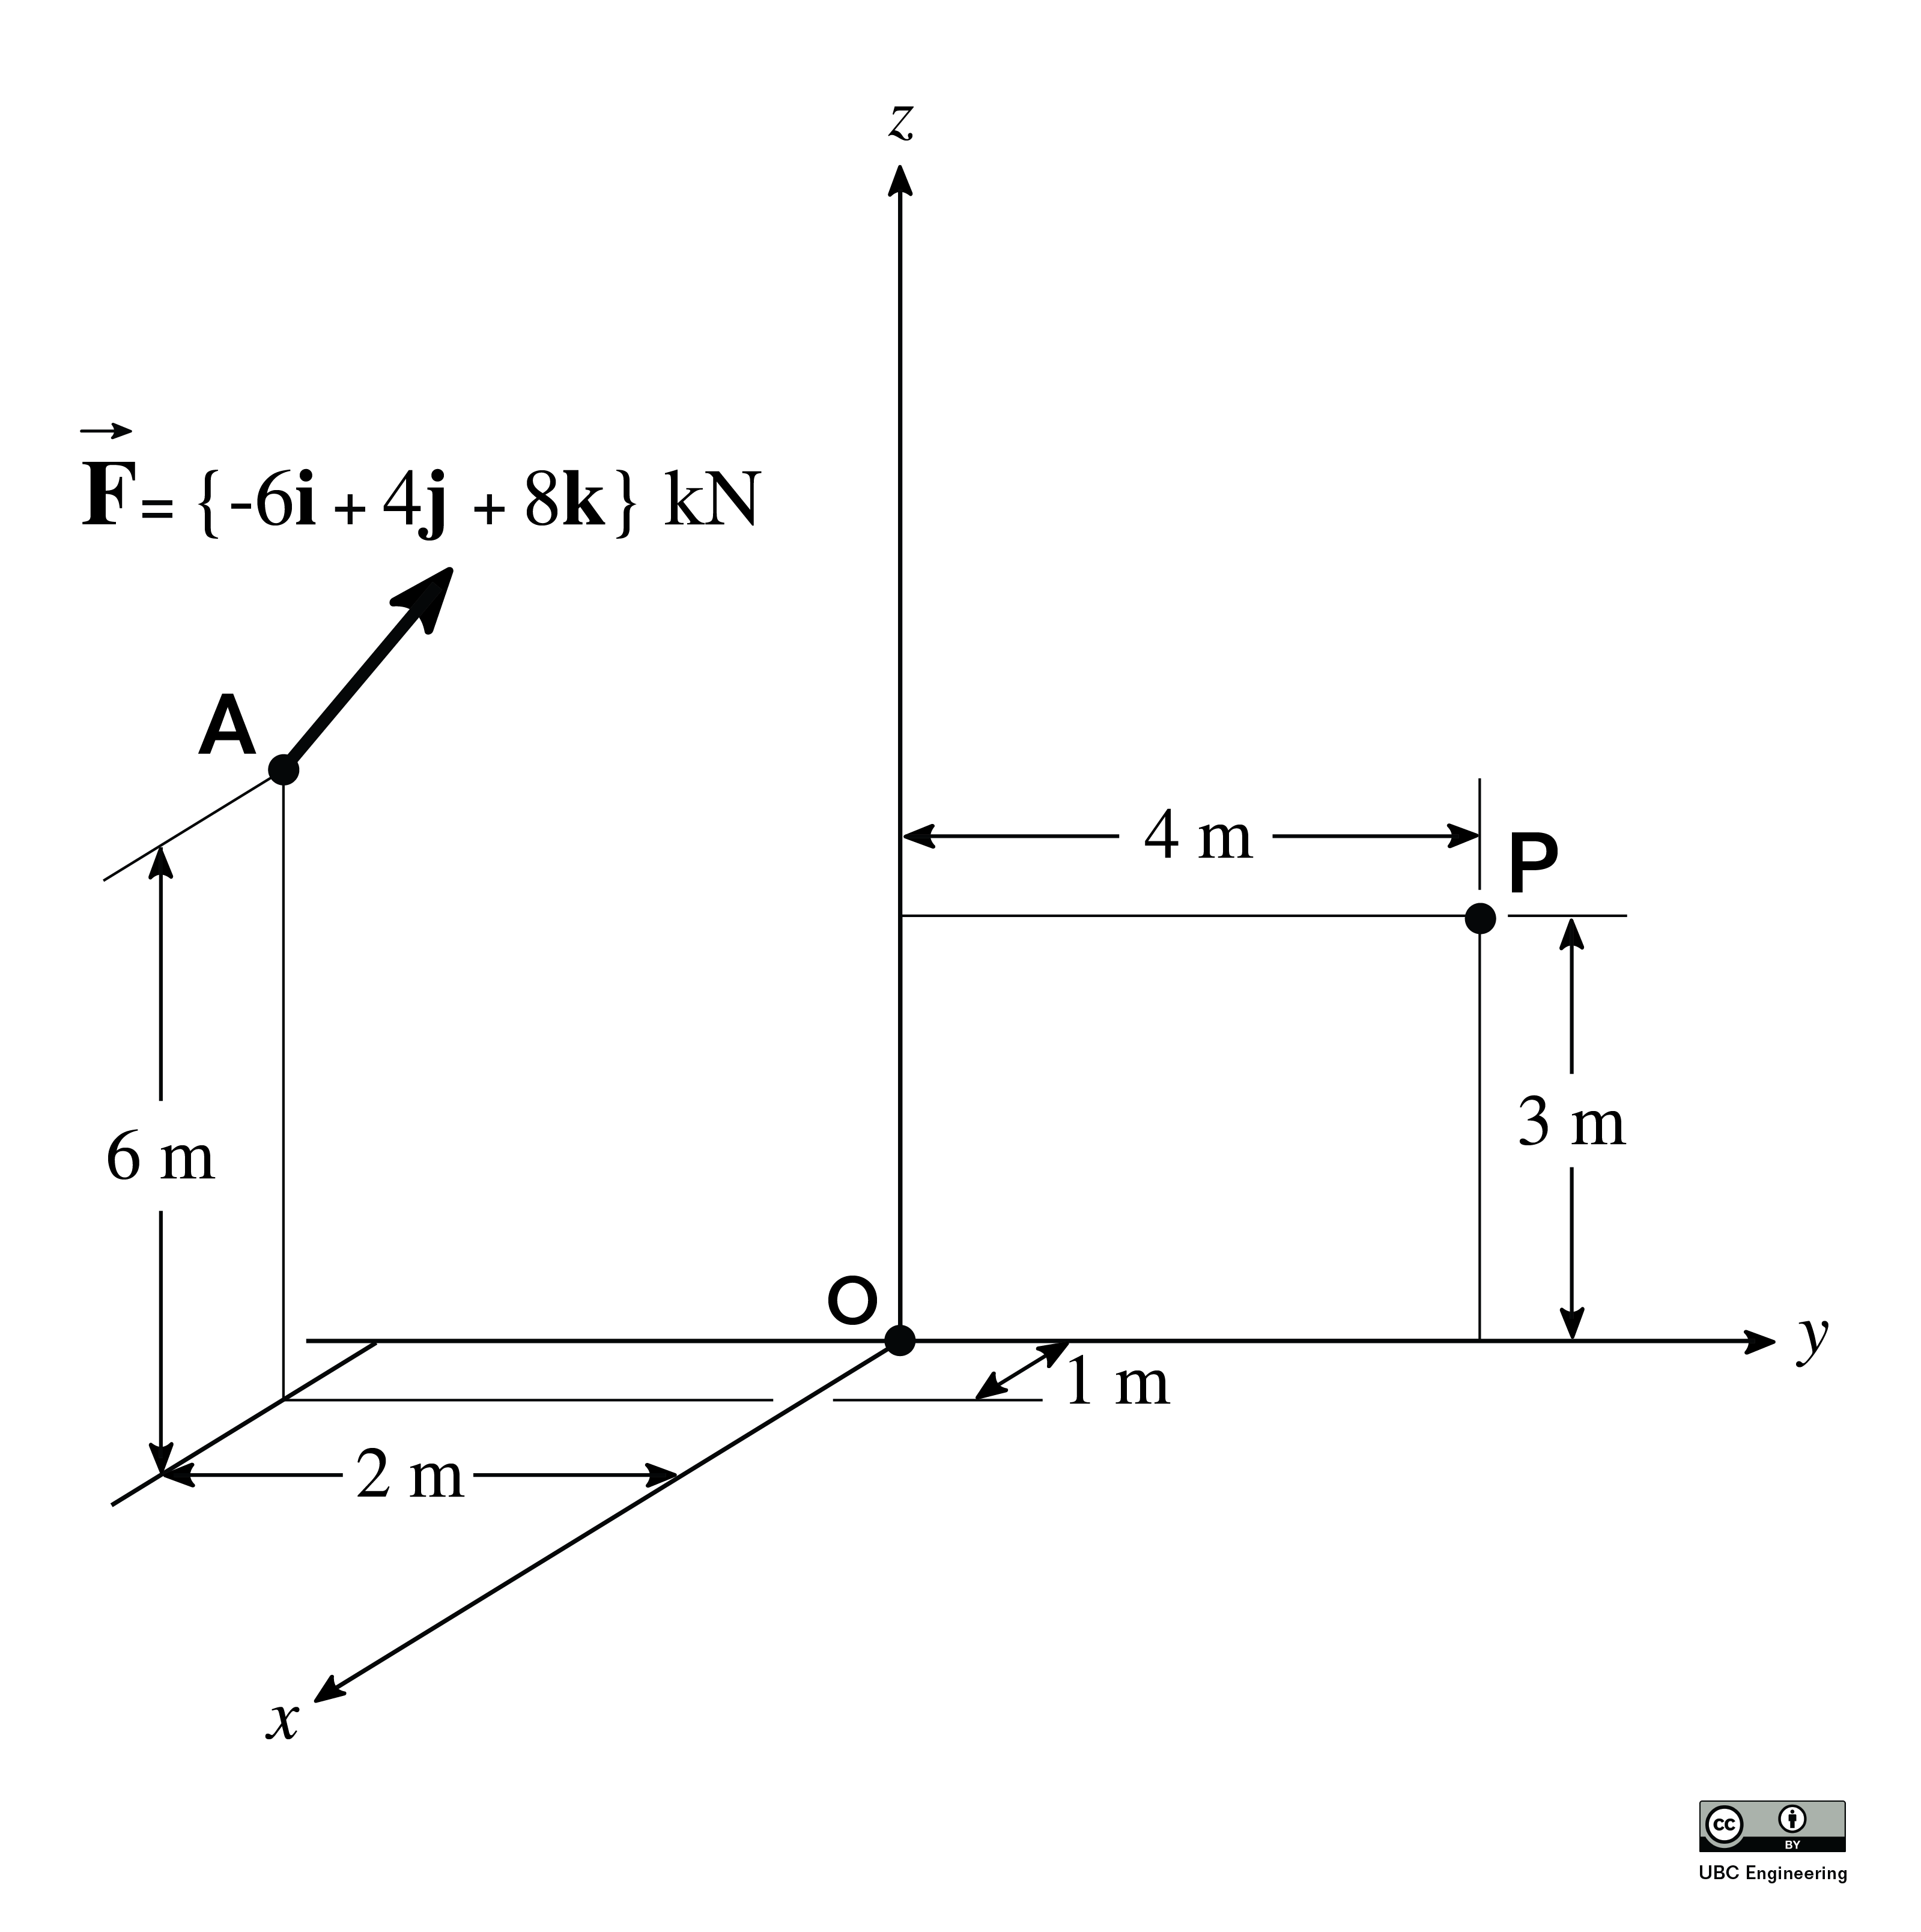 z
F = {-6i + 4j + 8k} kN
A
4 m
P
6 m
3 m
O
y
1 m
2 m
x
cc
BY
UBC Engineering